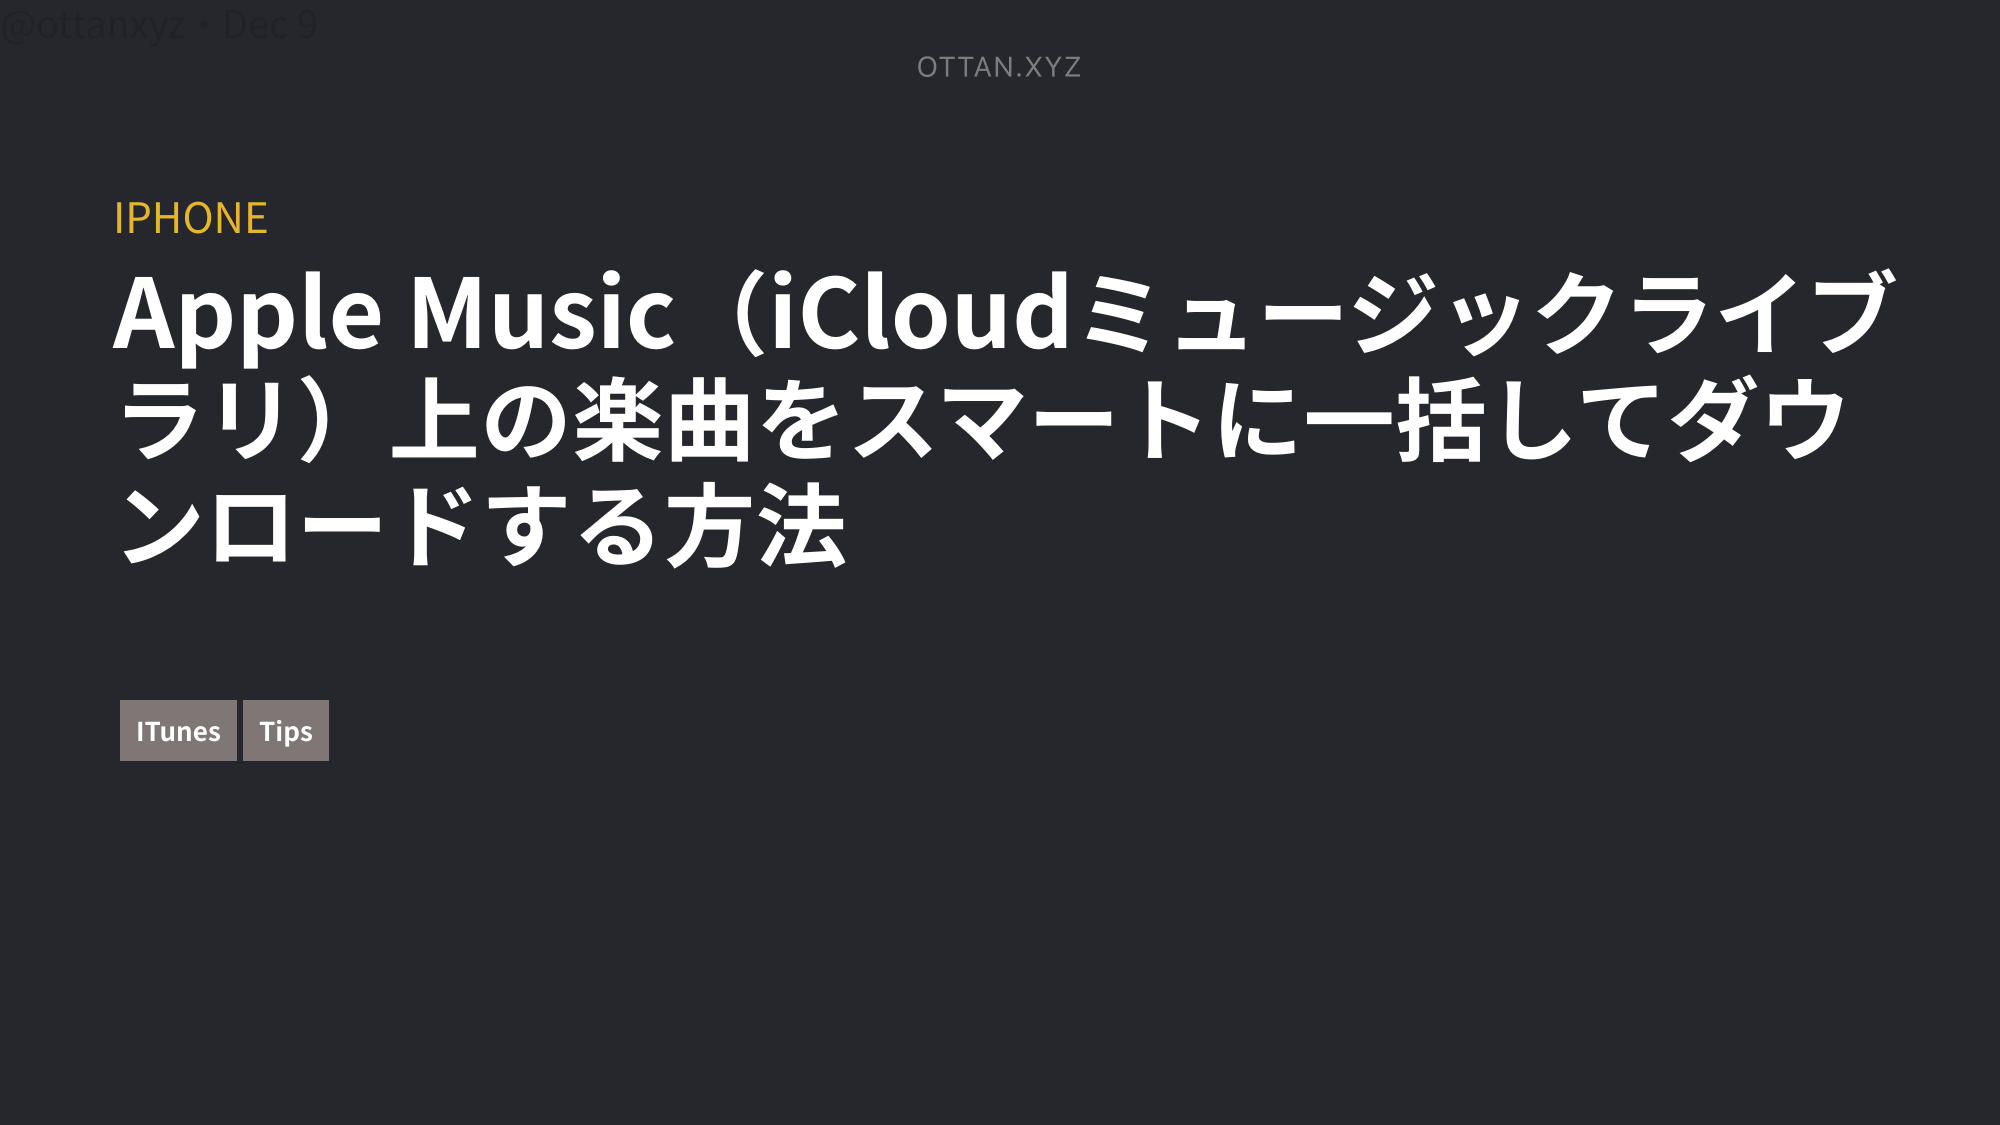 @ottanxyz・Dec 9
OTTAN.XYZ
IPHONE
Apple Music（iCloudミュージックライブ
ラリ）上の楽曲をスマートに一括してダウ
ンロードする方法
ITunes Tips